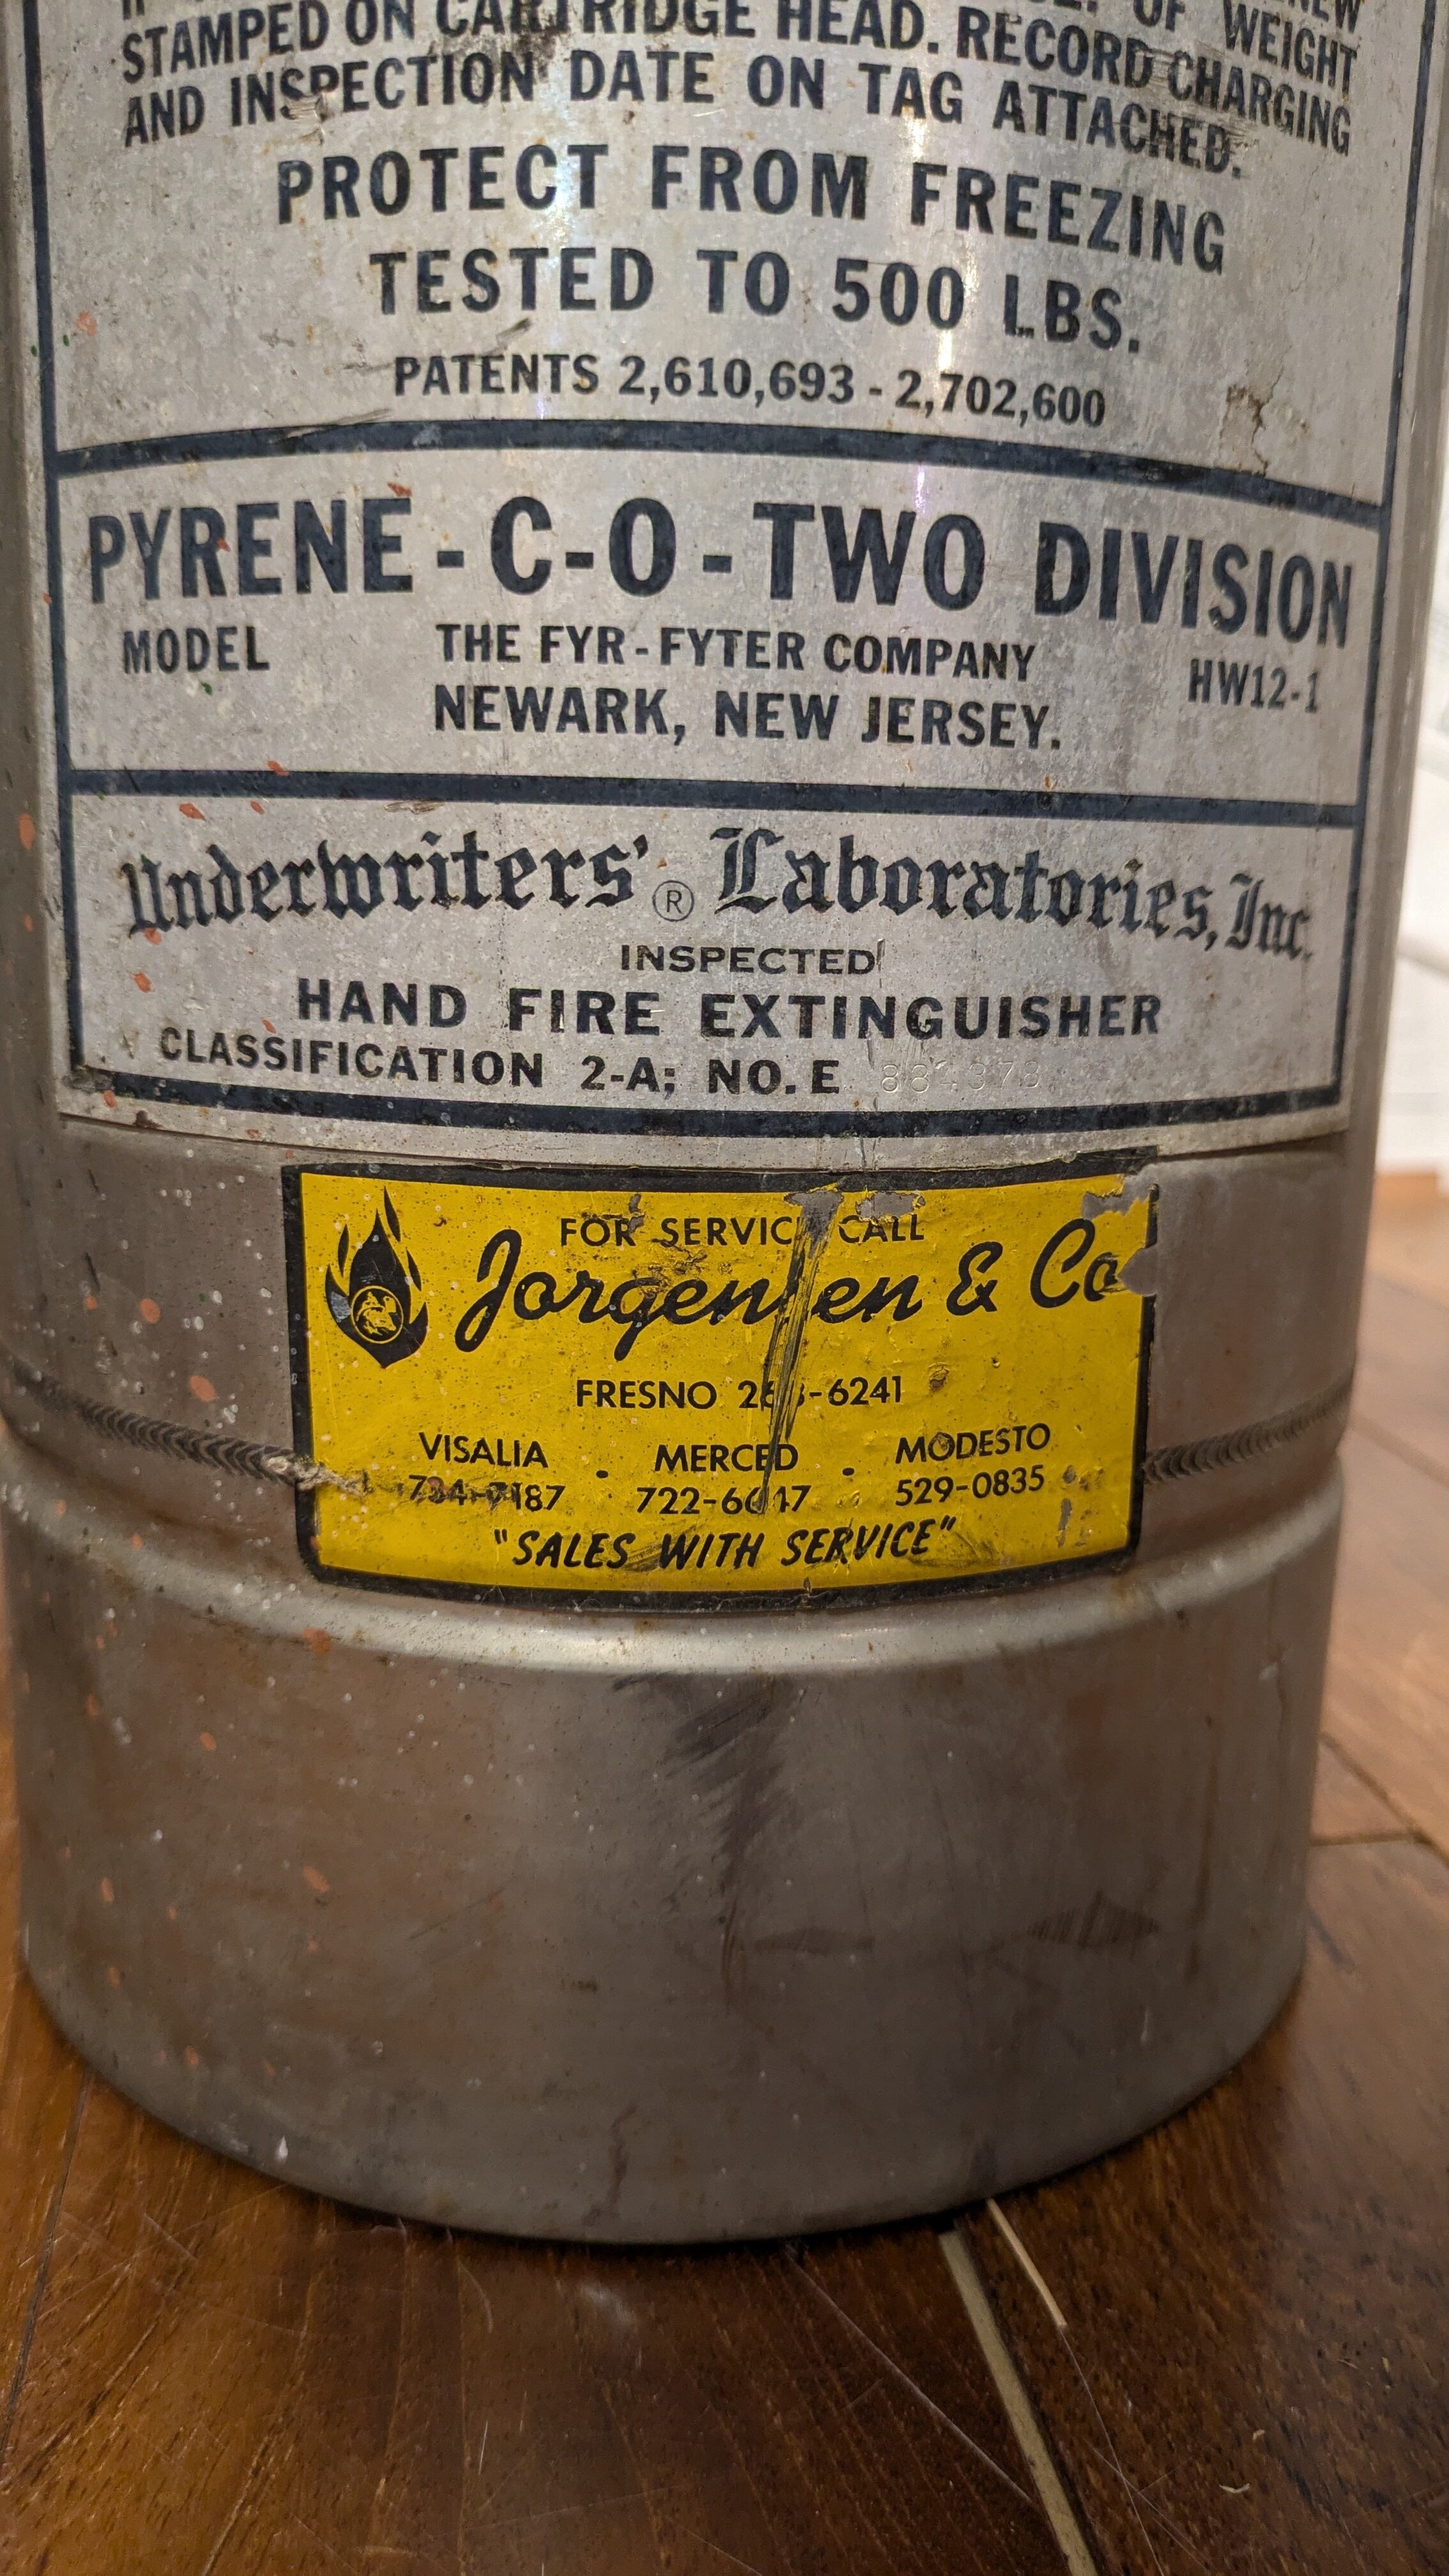 NEW
OF WEIGHT
STAMPED ON CARTRIDGE HEAD. RECORD CHARGING
AND INSPECTION DATE ON TAG ATTACHED.
PROTECT FROM FREEZING
TESTED TO 500 LBS.
PATENTS 2,610,693 - 2,702,600
PYRENE - C-O - TWO DIVISION
MODEL THE FYR-FYTER COMPANY HW12-1
NEWARK, NEW JERSEY.
Underwriters' ® Laboratories, Inc.
INSPECTED
HAND FIRE EXTINGUISHER
CLASSIFICATION 2-A; NO. E
FOR SERVICE CALL
Jorgensen & Co
FRESNO
VISALIA MERCED MODESTO
529-0835
"SALES WITH SERVICE"